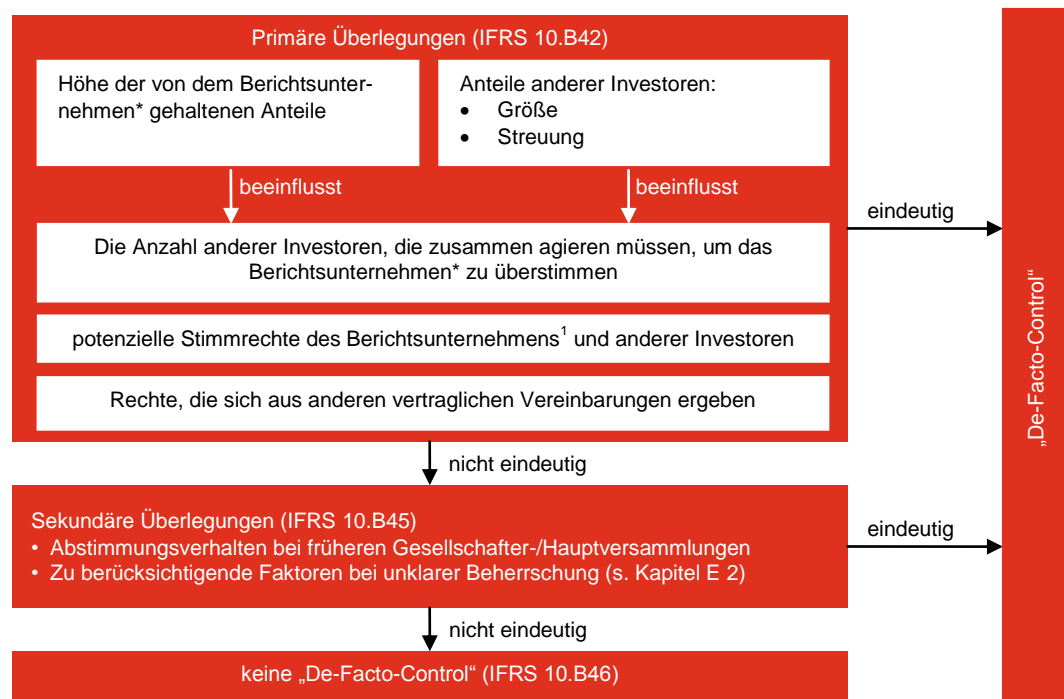 Primäre Überlegungen (IFRS 10.B42)
Höhe der von dem Berichtsunter-
nehmen* gehaltenen Anteile
Anteile anderer Investoren:
• Größe
• Streuung
beeinflusst
beeinflusst
Die Anzahl anderer Investoren, die zusammen agieren müssen, um das
Berichtsunternehmen* zu überstimmen
potenzielle Stimmrechte des Berichtsunternehmens¹ und anderer Investoren
Rechte, die sich aus anderen vertraglichen Vereinbarungen ergeben
eindeutig
nicht eindeutig
Sekundäre Überlegungen (IFRS 10.B45)
• Abstimmungsverhalten bei früheren Gesellschafter-/Hauptversammlungen
• Zu berücksichtigende Faktoren bei unklarer Beherrschung (s. Kapitel E 2)
eindeutig
nicht eindeutig
keine „De-Facto-Control“ (IFRS 10.B46)
„De-Facto-Control“